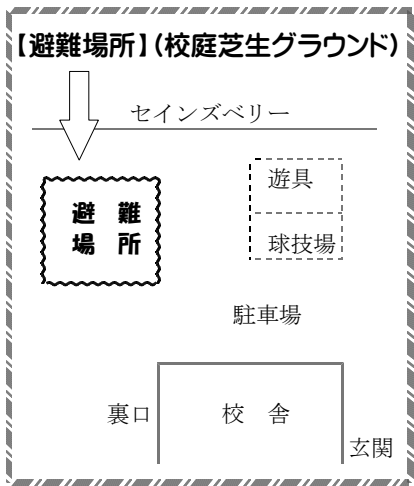 【避難場所】(校庭芝生グラウンド)
セインズベリー
遊具
避難
場所
球技場
駐車場
裏口
校舎
玄関